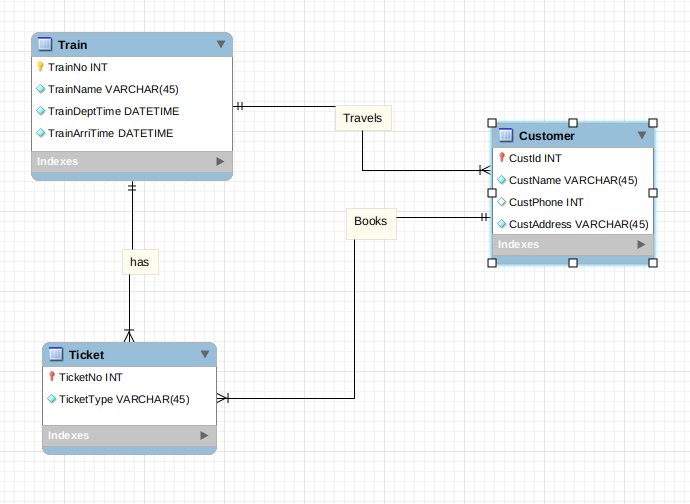 Train
TrainNo INT
TrainName VARCHAR(45)
TrainDeptTime DATETIME
TrainArriTime DATETIME
Indexes
Travels
Customer
CustId INT
CustName VARCHAR(45)
CustPhone INT
CustAddress VARCHAR(45)
Indexes
Books
has
Ticket
TicketNo INT
TicketType VARCHAR(45)
Indexes